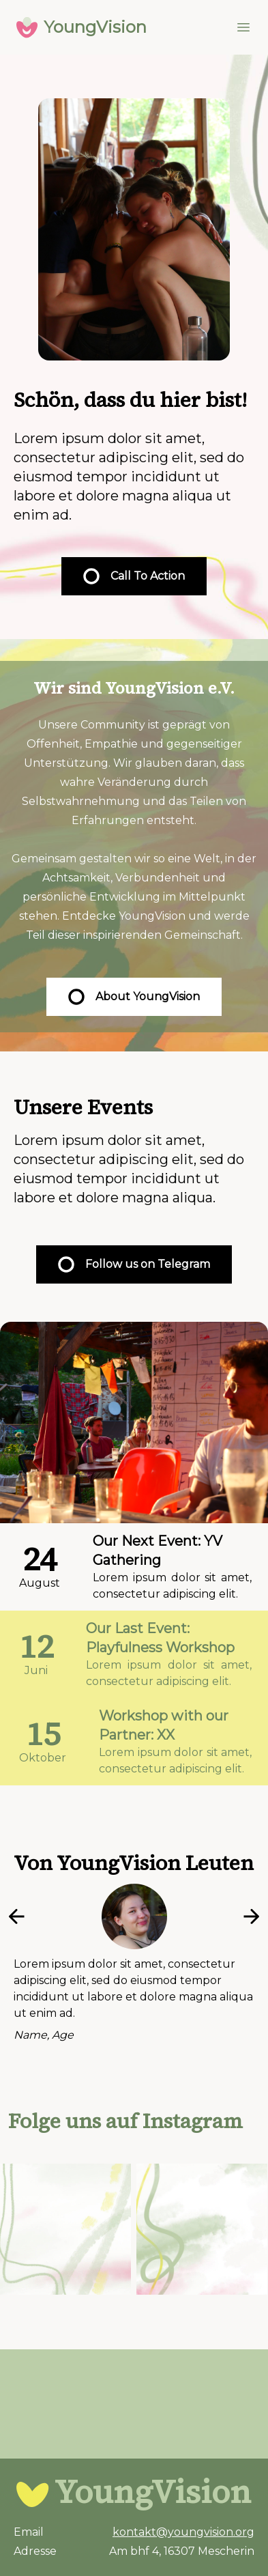 YoungVision
Schön, dass du hier bist!
Lorem ipsum dolor sit amet,
consectetur adipiscing elit, sed do
eiusmod tempor incididunt ut
labore et dolore magna aliqua ut
enim ad.
Call To Action
Wir sind YoungVision e.V.
Unsere Community ist geprägt von
Offenheit, Empathie und gegenseitiger
Unterstützung. Wir glauben daran, dass
wahre Veränderung durch
Selbstwahrnehmung und das Teilen von
Erfahrungen entsteht.
Gemeinsam gestalten wir so eine Welt, in der
Achtsamkeit, Verbundenheit und
persönliche Entwicklung im Mittelpunkt
stehen. Entdecke YoungVision und werde
Teil dieser inspirierenden Gemeinschaft.
About YoungVision
Unsere Events
Lorem ipsum dolor sit amet,
consectetur adipiscing elit, sed do
eiusmod tempor incididunt ut
labore et dolore magna aliqua.
Follow us on Telegram
24
August
Our Next Event: YV
Gathering
Lorem ipsum dolor sit amet,
consectetur adipiscing elit.
12
Juni
Our Last Event:
Playfulness Workshop
Lorem ipsum dolor sit amet,
consectetur adipiscing elit.
15
Oktober
Workshop with our
Partner: XX
Lorem ipsum dolor sit amet,
consectetur adipiscing elit.
Von YoungVision Leuten
Lorem ipsum dolor sit amet, consectetur
adipiscing elit, sed do eiusmod tempor
incididunt ut labore et dolore magna aliqua
ut enim ad.
Name, Age
Folge uns auf Instagram
YoungVision
Email kontakt@youngvision.org
Adresse Am bhf 4, 16307 Mescherin